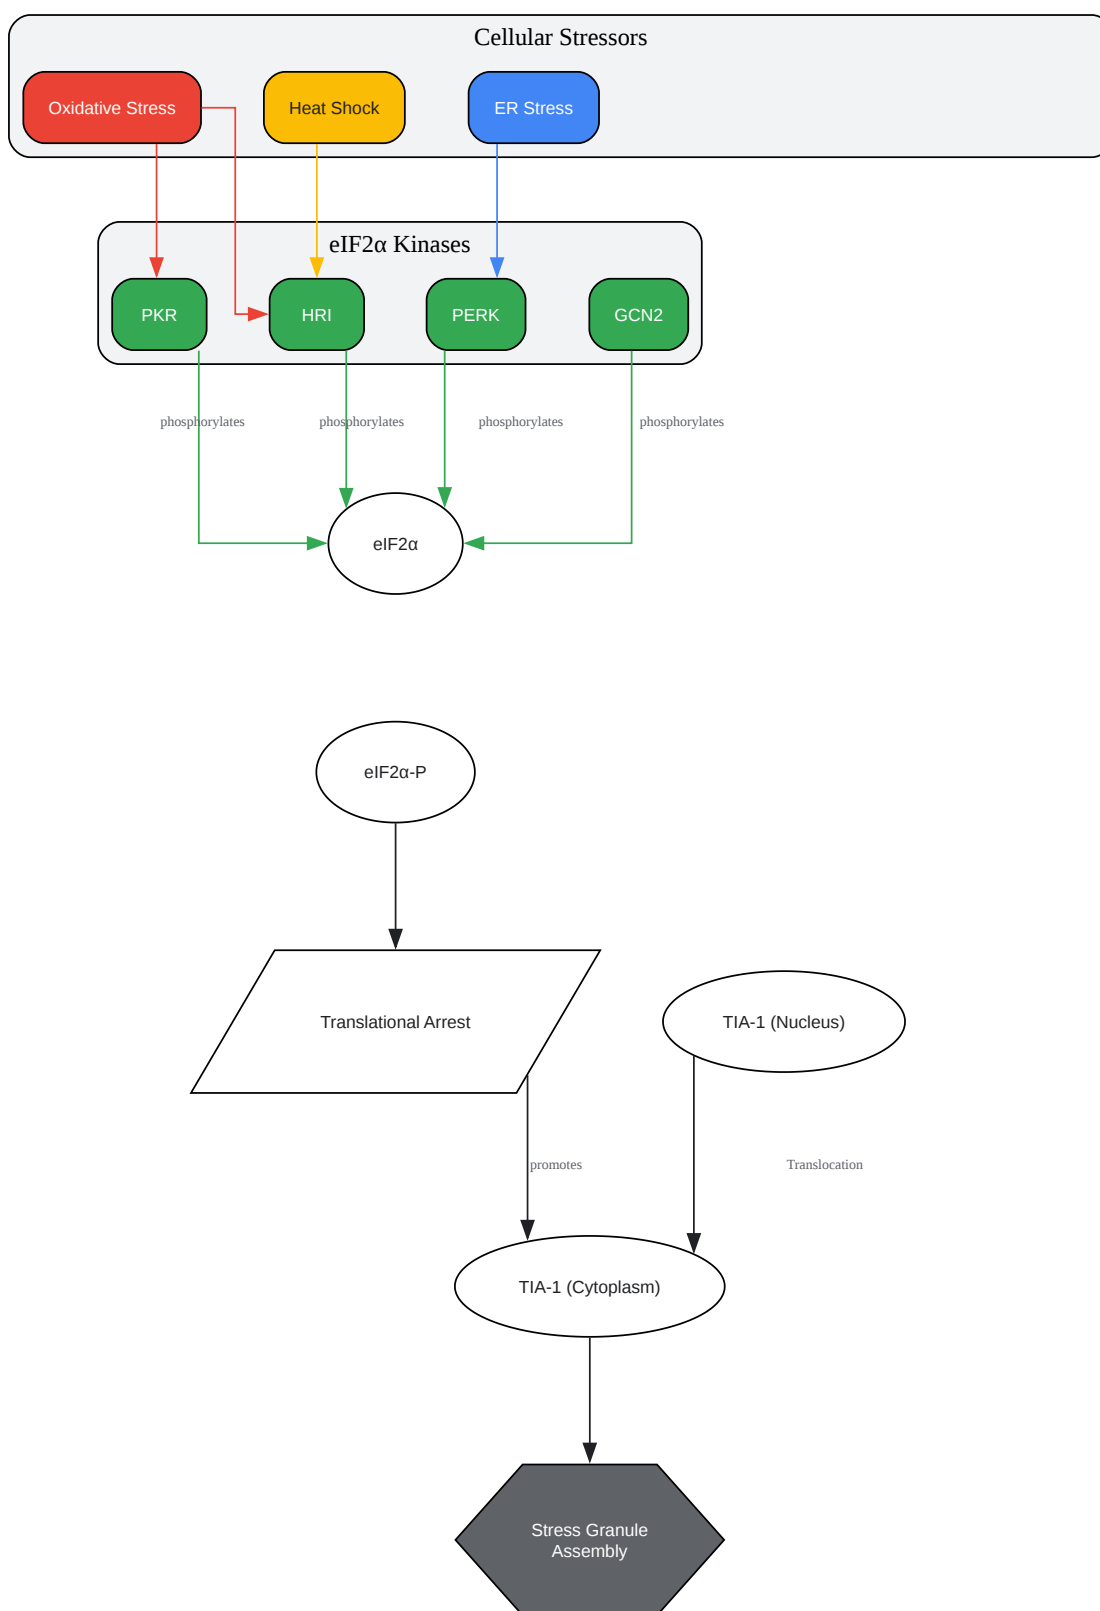 Cellular Stressors
Oxidative Stress
Heat Shock
ER Stress
eIF2α Kinases
PKR
HRI
PERK
GCN2
phosphorylates
phosphorylates
phosphorylates
phosphorylates
eIF2α
eIF2α-P
Translational Arrest
TIA-1 (Nucleus)
promotes
Translocation
TIA-1 (Cytoplasm)
Stress Granule
Assembly